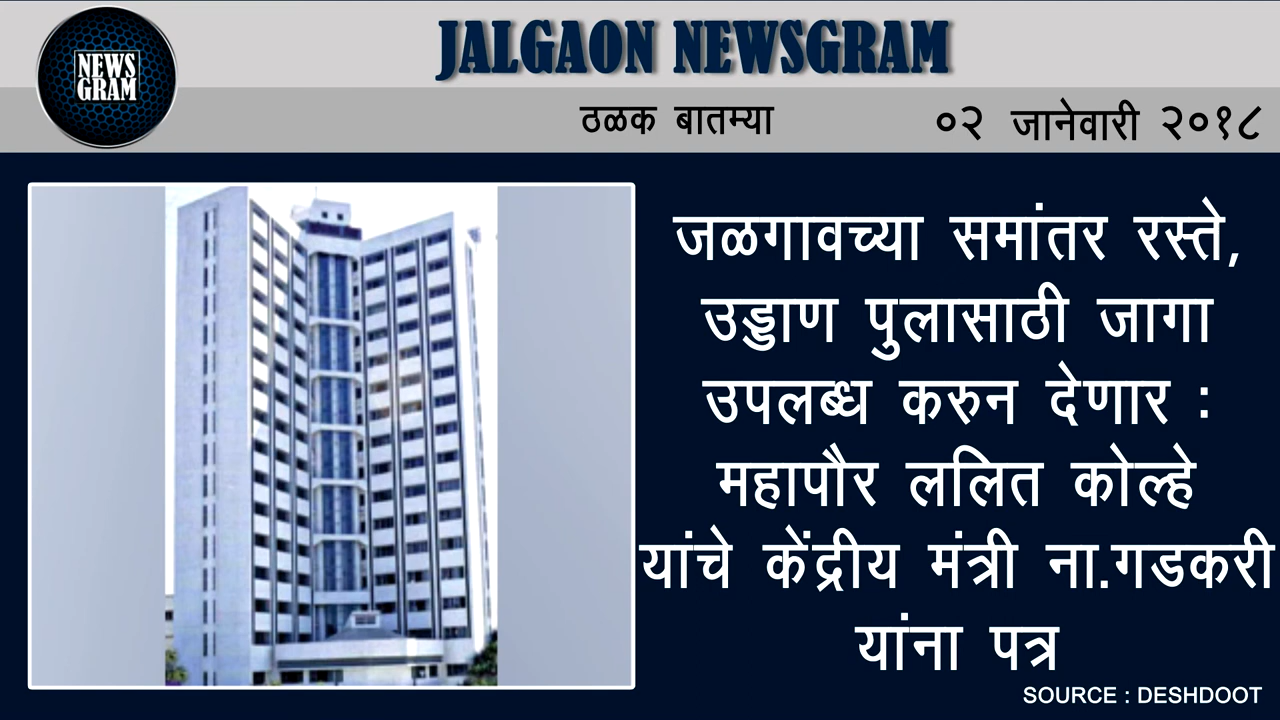 NEWS
GRAM
JALGAON NEWSGRAM
ठळक बातम्या
०२ जानेवारी २०१८
जळगावच्या समांतर रस्ते,
उड्डाण पुलासाठी जागा
उपलब्ध करुन देणार :
महापौर ललित कोल्हे
यांचे केंद्रीय मंत्री ना.गडकरी
यांना पत्र
SOURCE : DESHDOOT